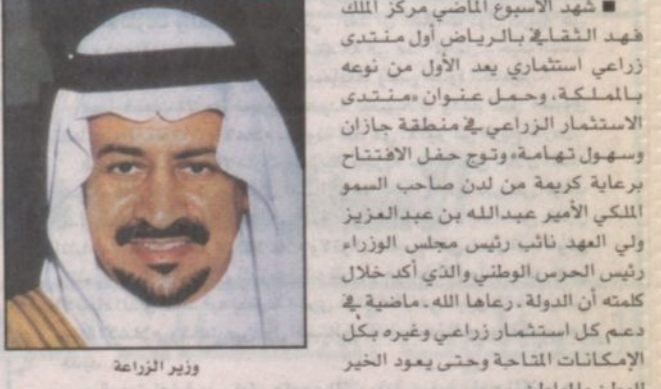 ■ شهد الأسبوع الماضي مركز الملك
فهد الثقافي بالرياض أول منتدى
زراعي استثماري يعد الأول من نوعه
بالمملكة، وحمل عنوان «منتدى
الاستثمار الزراعي في منطقة جازان
وسهول تهامة» وتوج حفل الافتتاح
برعاية كريمة من لدن صاحب السمو
الملكي الأمير عبدالله بن عبدالعزيز
ولي العهد نائب رئيس مجلس الوزراء
رئيس الحرس الوطني والذي أكد خلال
كلمته أن الدولة ـ رعاها الله ـ ماضية في
دعم كل استثمار زراعي وغيره بكل
الإمكانات المتاحة وحتى يعود الخير
وزير الزراعة